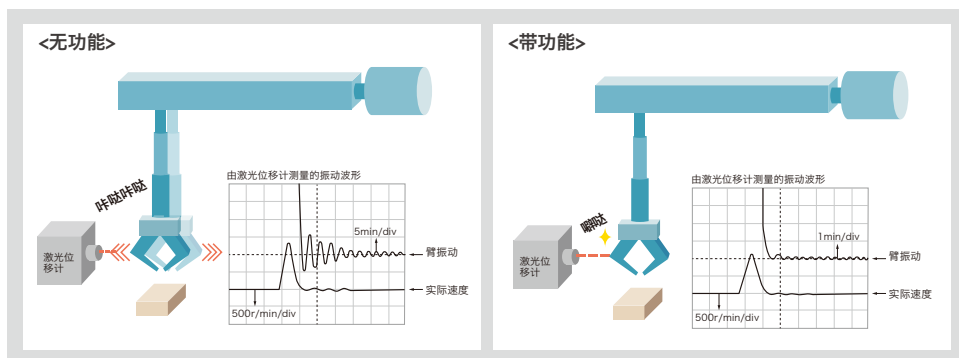 <无功能>
咔哒咔哒
激光位
移计
由激光位移计测量的振动波形
5min/div
臂振动
实际速度
500r/min/div
<带功能>
噼哒
激光位
移计
由激光位移计测量的振动波形
1min/div
臂振动
实际速度
500r/min/div